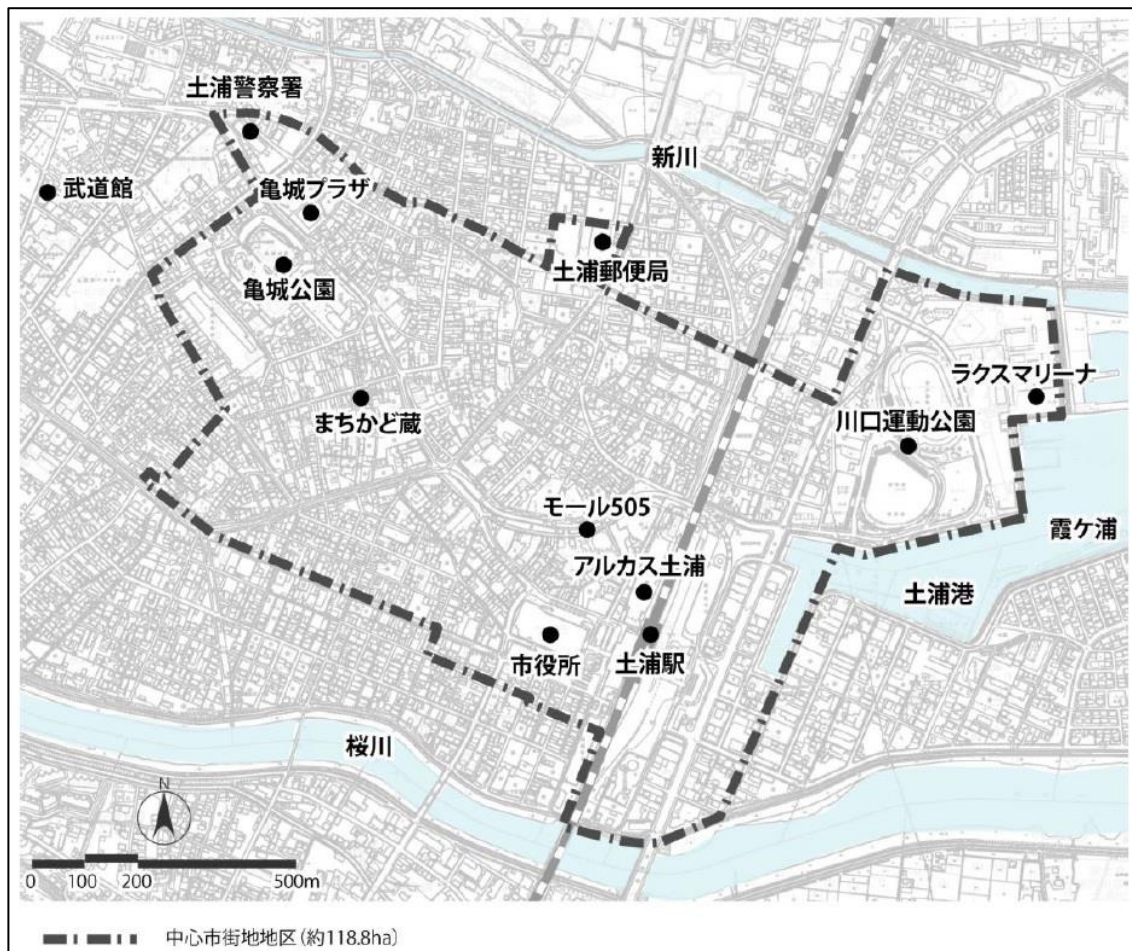 土浦警察署
武道館
亀城プラザ
新川
土浦郵便局
亀城公園
ラクスマリーナ
まちかど蔵
川口運動公園
モール505
霞ケ浦
アルカス土浦
土浦港
市役所
土浦駅
桜川
N
0 100 200 500m
中心市街地地区(約118.8ha)